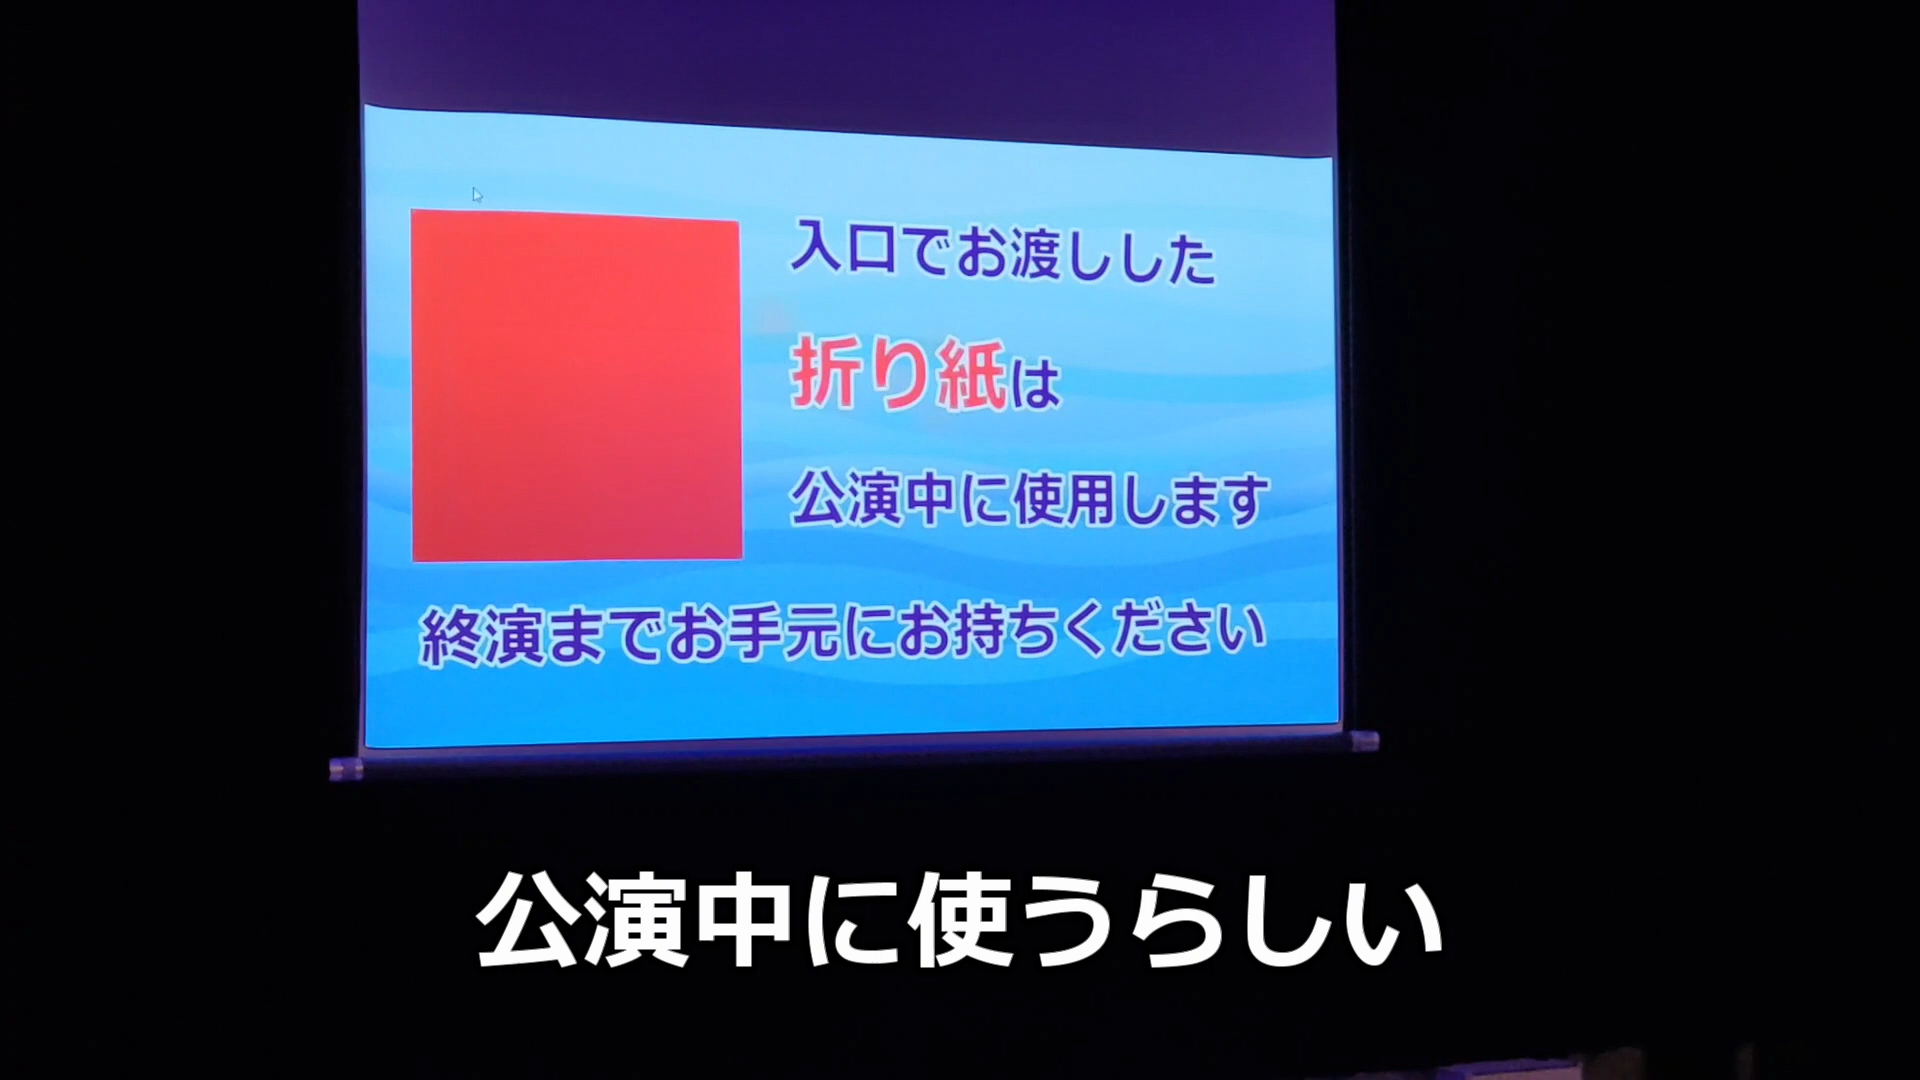 入口でお渡しした
折り紙は
公演中に使用します
終演までお手元にお持ちください
公演中に使うらしい